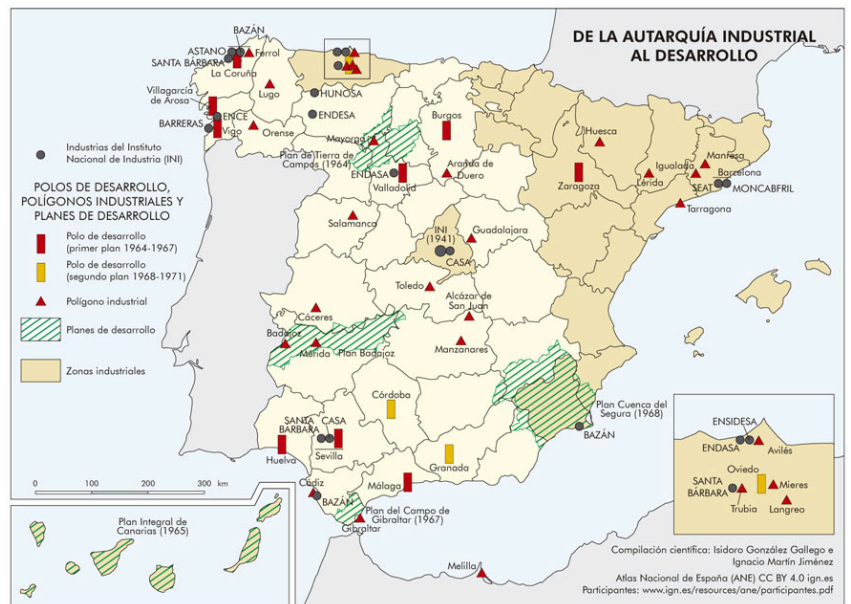 DE LA AUTARQUÍA INDUSTRIAL
AL DESARROLLO
BAZÁN
ASTANO
Ferrol
SANTA BÁRBARA
La Coruña
Lugo
HUNOSA
Villagarcía
de Arosa
ENCE
ENDESA
BARRERAS
Vigo
Orense
Mayorga
Burgos
Huesca
Plan de Tierra de
Campos (1964)
ENDASA
Valladolid
Aranda de
Duero
Zaragoza
Lérida
Igualada
Manresa
Barcelona
SEAT
MONCABFRIL
Tarragona
Salamanca
INI
(1941)
CASA
Guadalajara
Toledo
Alcázar de
San Juan
Cáceres
Badajoz
Mérida
Plan Badajoz
Manzanares
Córdoba
Plan Cuenca del
Segura (1968)
BAZÁN
SANTA
BÁRBARA
CASA
Sevilla
Huelva
Granada
Málaga
Cádiz
BAZÁN
Plan del Campo de
Gibraltar (1967)
Gibraltar
Melilla
Industrias del Instituto
Nacional de Industria (INI)
POLOS DE DESARROLLO,
POLÍGONOS INDUSTRIALES Y
PLANES DE DESARROLLO
Polo de desarrollo
(primer plan 1964-1967)
Polo de desarrollo
(segundo plan 1968-1971)
Polígono industrial
Planes de desarrollo
Zonas industriales
0 100 200 300 km
Plan Integral de
Canarias (1965)
ENSIDESA
ENDASA
Avilés
Oviedo
SANTA
BÁRBARA
Mieres
Trubia
Langreo
Compilación científica: Isidoro González Gallego e
Ignacio Martín Jiménez
Atlas Nacional de España (ANE) CC BY 4.0 ign.es
Participantes: www.ign.es/resources/ane/participantes.pdf